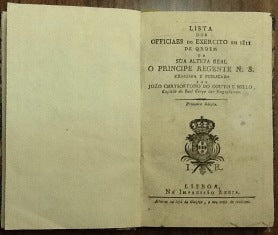 LISTA
DOS
OFFICIAES DO EXERCITO EM 1811
DE ORDEM
DE
SUA ALTEZA REAL
O PRINCIPE REGENTE N. S.
ORDENADA E PUBLICADA
POR
JOÃO CHRYSOSTOMO DO COUTO E MELLO,
Capitão do Real Corpo dos Engenheiros.
Primeira Edição.
I. R.
LISBOA,
NA IMPRESSÃO REGIA.